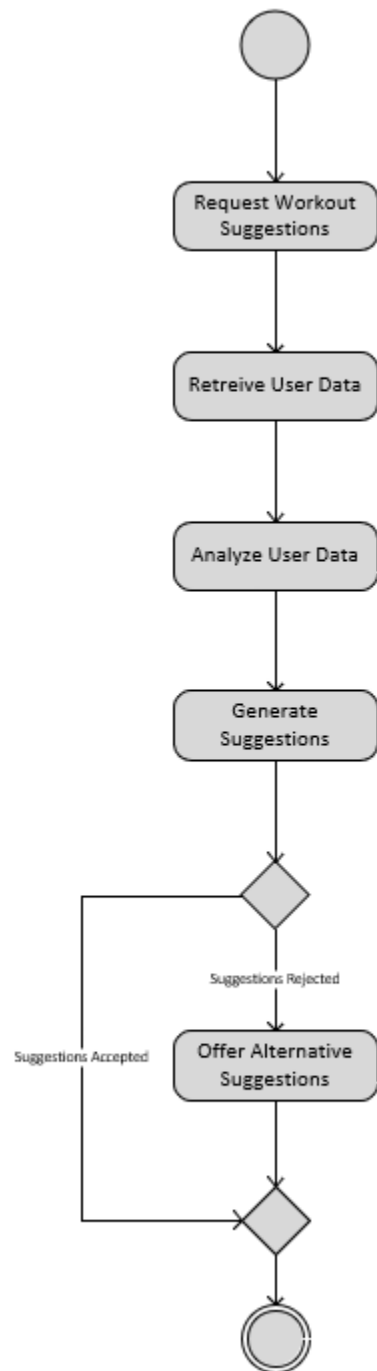 Request Workout
Suggestions
Retreive User Data
Analyze User Data
Generate
Suggestions
Suggestions Rejected
Suggestions Accepted
Offer Alternative
Suggestions